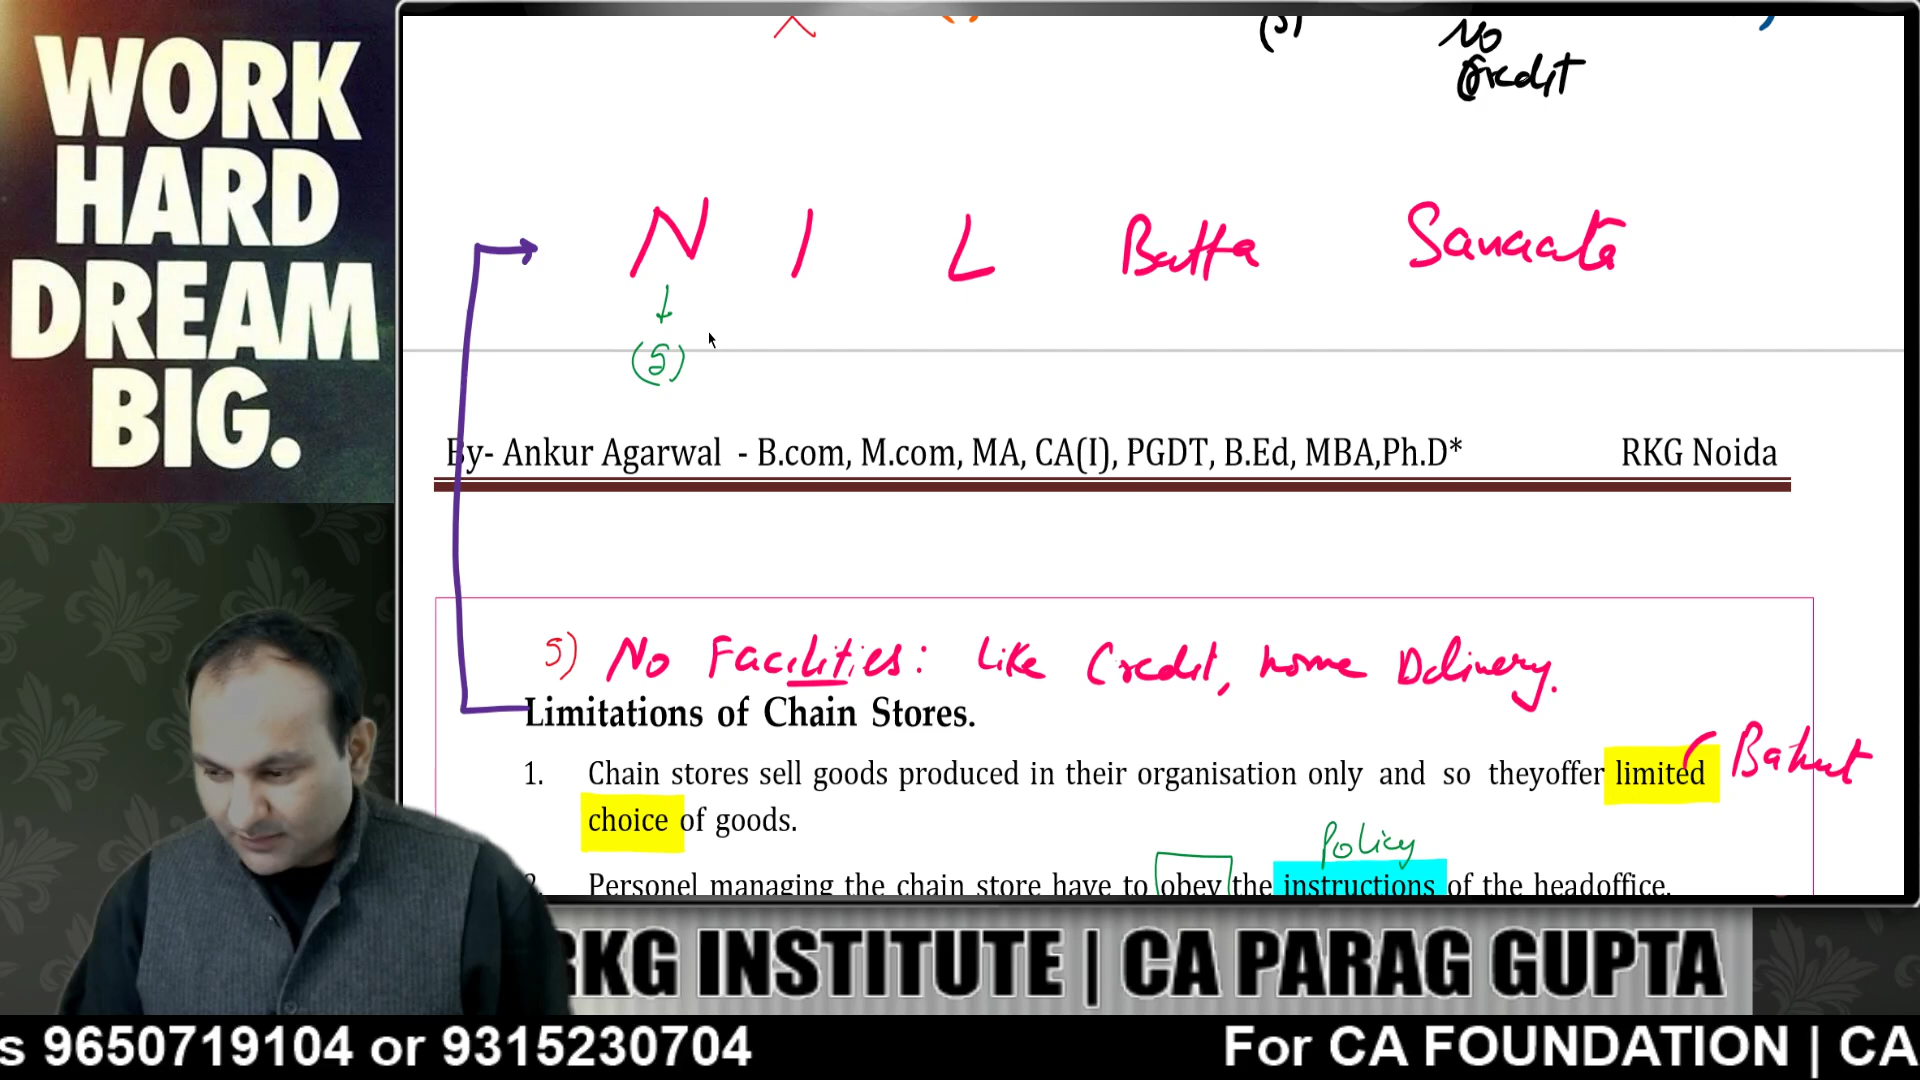 WORK
HARD
DREAM
BIG.
(5)
No
Credit
N I L Batta Sanaata
(5)
By- Ankur Agarwal - B.com, M.com, MA, CA(I), PGDT, B.Ed, MBA,Ph.D* RKG Noida
5) No Facilities: Like Credit, home Delivery.
Limitations of Chain Stores.
1. Chain stores sell goods produced in their organisation only and so theyoffer limited
choice of goods.
( Bahut
Policy
2. Personel managing the chain store have to obey the instructions of the headoffice.
RKG INSTITUTE | CA PARAG GUPTA
s 9650719104 or 9315230704 For CA FOUNDATION | CA